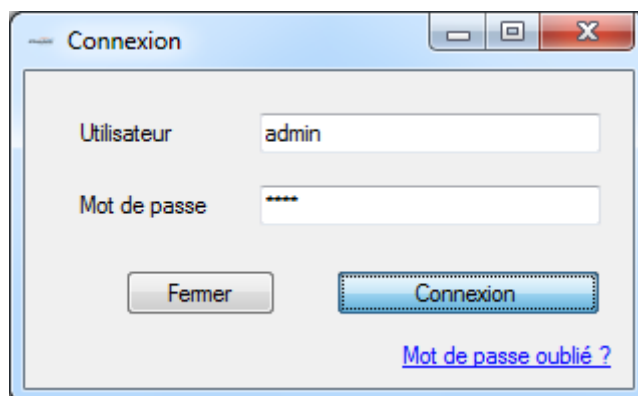 Connexion
Utilisateur admin
Mot de passe ****
Fermer Connexion
Mot de passe oublié ?